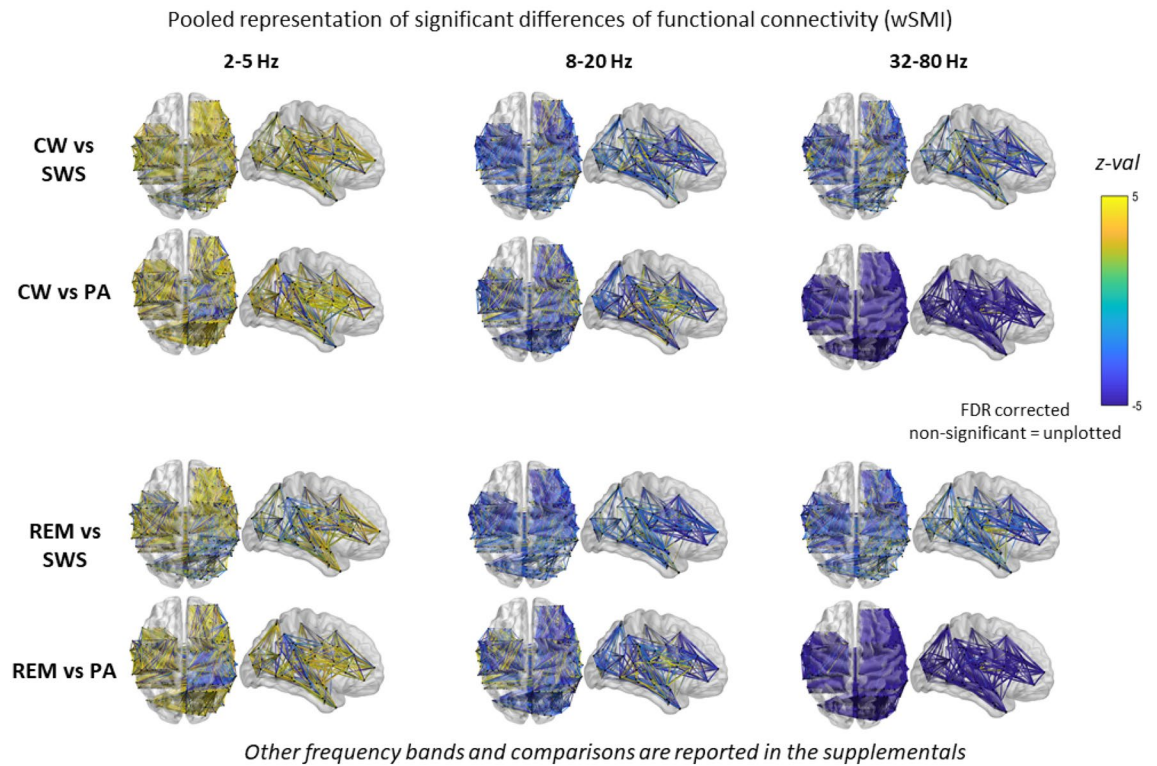 Pooled representation of significant differences of functional connectivity (wSMI)
2-5 Hz
8-20 Hz
32-80 Hz
CW vs
SWS
z-val
5
CW vs PA
-5
FDR corrected
non-significant = unplotted
REM vs
SWS
REM vs PA
Other frequency bands and comparisons are reported in the supplementals